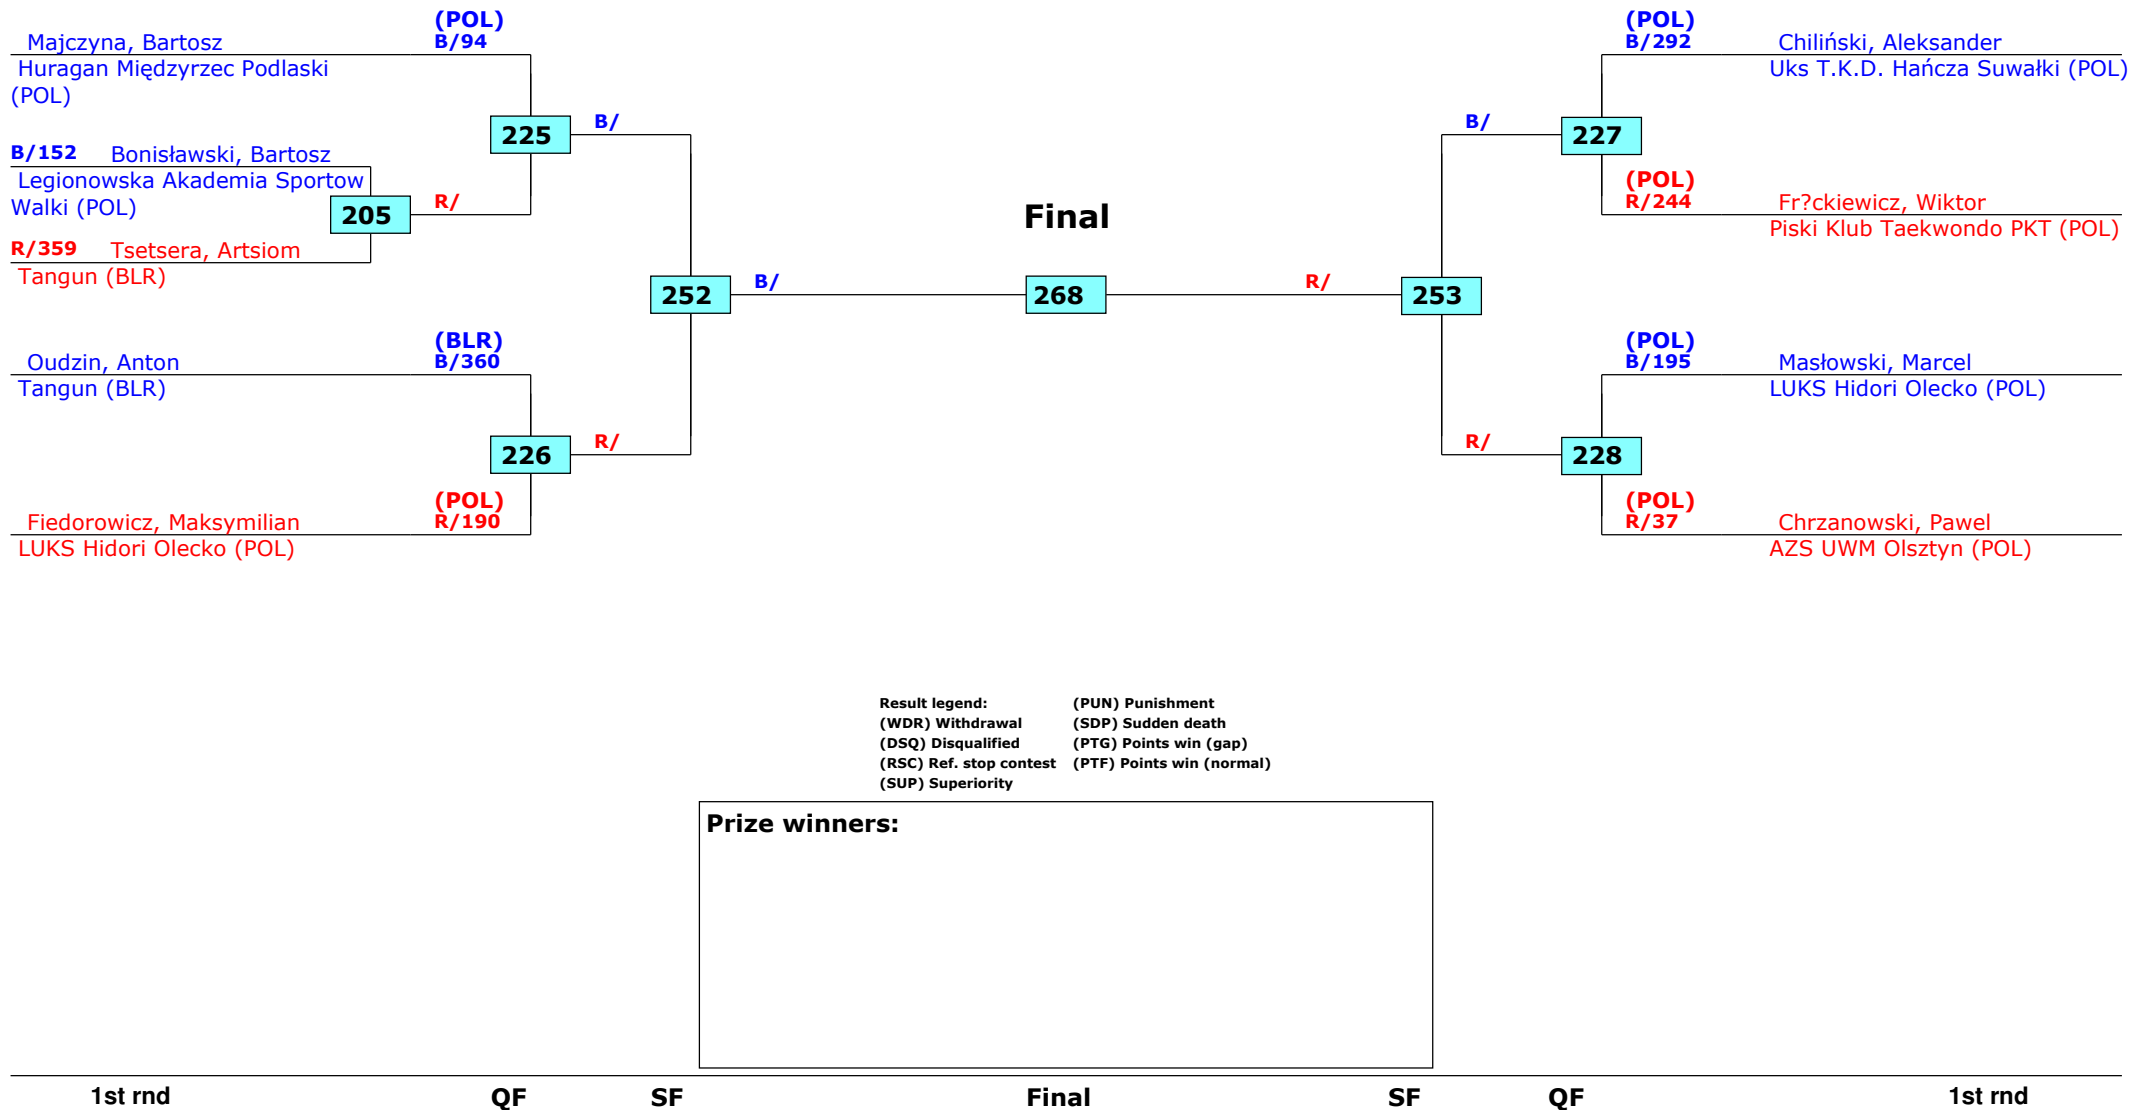 (POL)
Majczyna, Bartosz B/94
Huragan Międzyrzec Podlaski
(POL)
225
B/
B/152 Bonisławski, Bartosz
Legionowska Akademia Sportow
Walki (POL)
205
R/
R/359 Tsetsera, Artsiom
Tangun (BLR)
252
B/
(BLR)
Oudzin, Anton B/360
Tangun (BLR)
226
R/
(POL)
Fiedorowicz, Maksymilian R/190
LUKS Hidori Olecko (POL)
Final
268
(POL)
B/292 Chiliński, Aleksander
Uks T.K.D. Hańcza Suwałki (POL)
B/
227
(POL)
R/244 Fr?ckiewicz, Wiktor
Piski Klub Taekwondo PKT (POL)
R/
253
(POL)
B/195 Masłowski, Marcel
LUKS Hidori Olecko (POL)
R/
228
(POL)
R/37 Chrzanowski, Pawel
AZS UWM Olsztyn (POL)
Result legend: (PUN) Punishment
(WDR) Withdrawal (SDP) Sudden death
(DSQ) Disqualified (PTG) Points win (gap)
(RSC) Ref. stop contest (PTF) Points win (normal)
(SUP) Superiority
Prize winners:
1st rnd QF SF Final SF QF 1st rnd